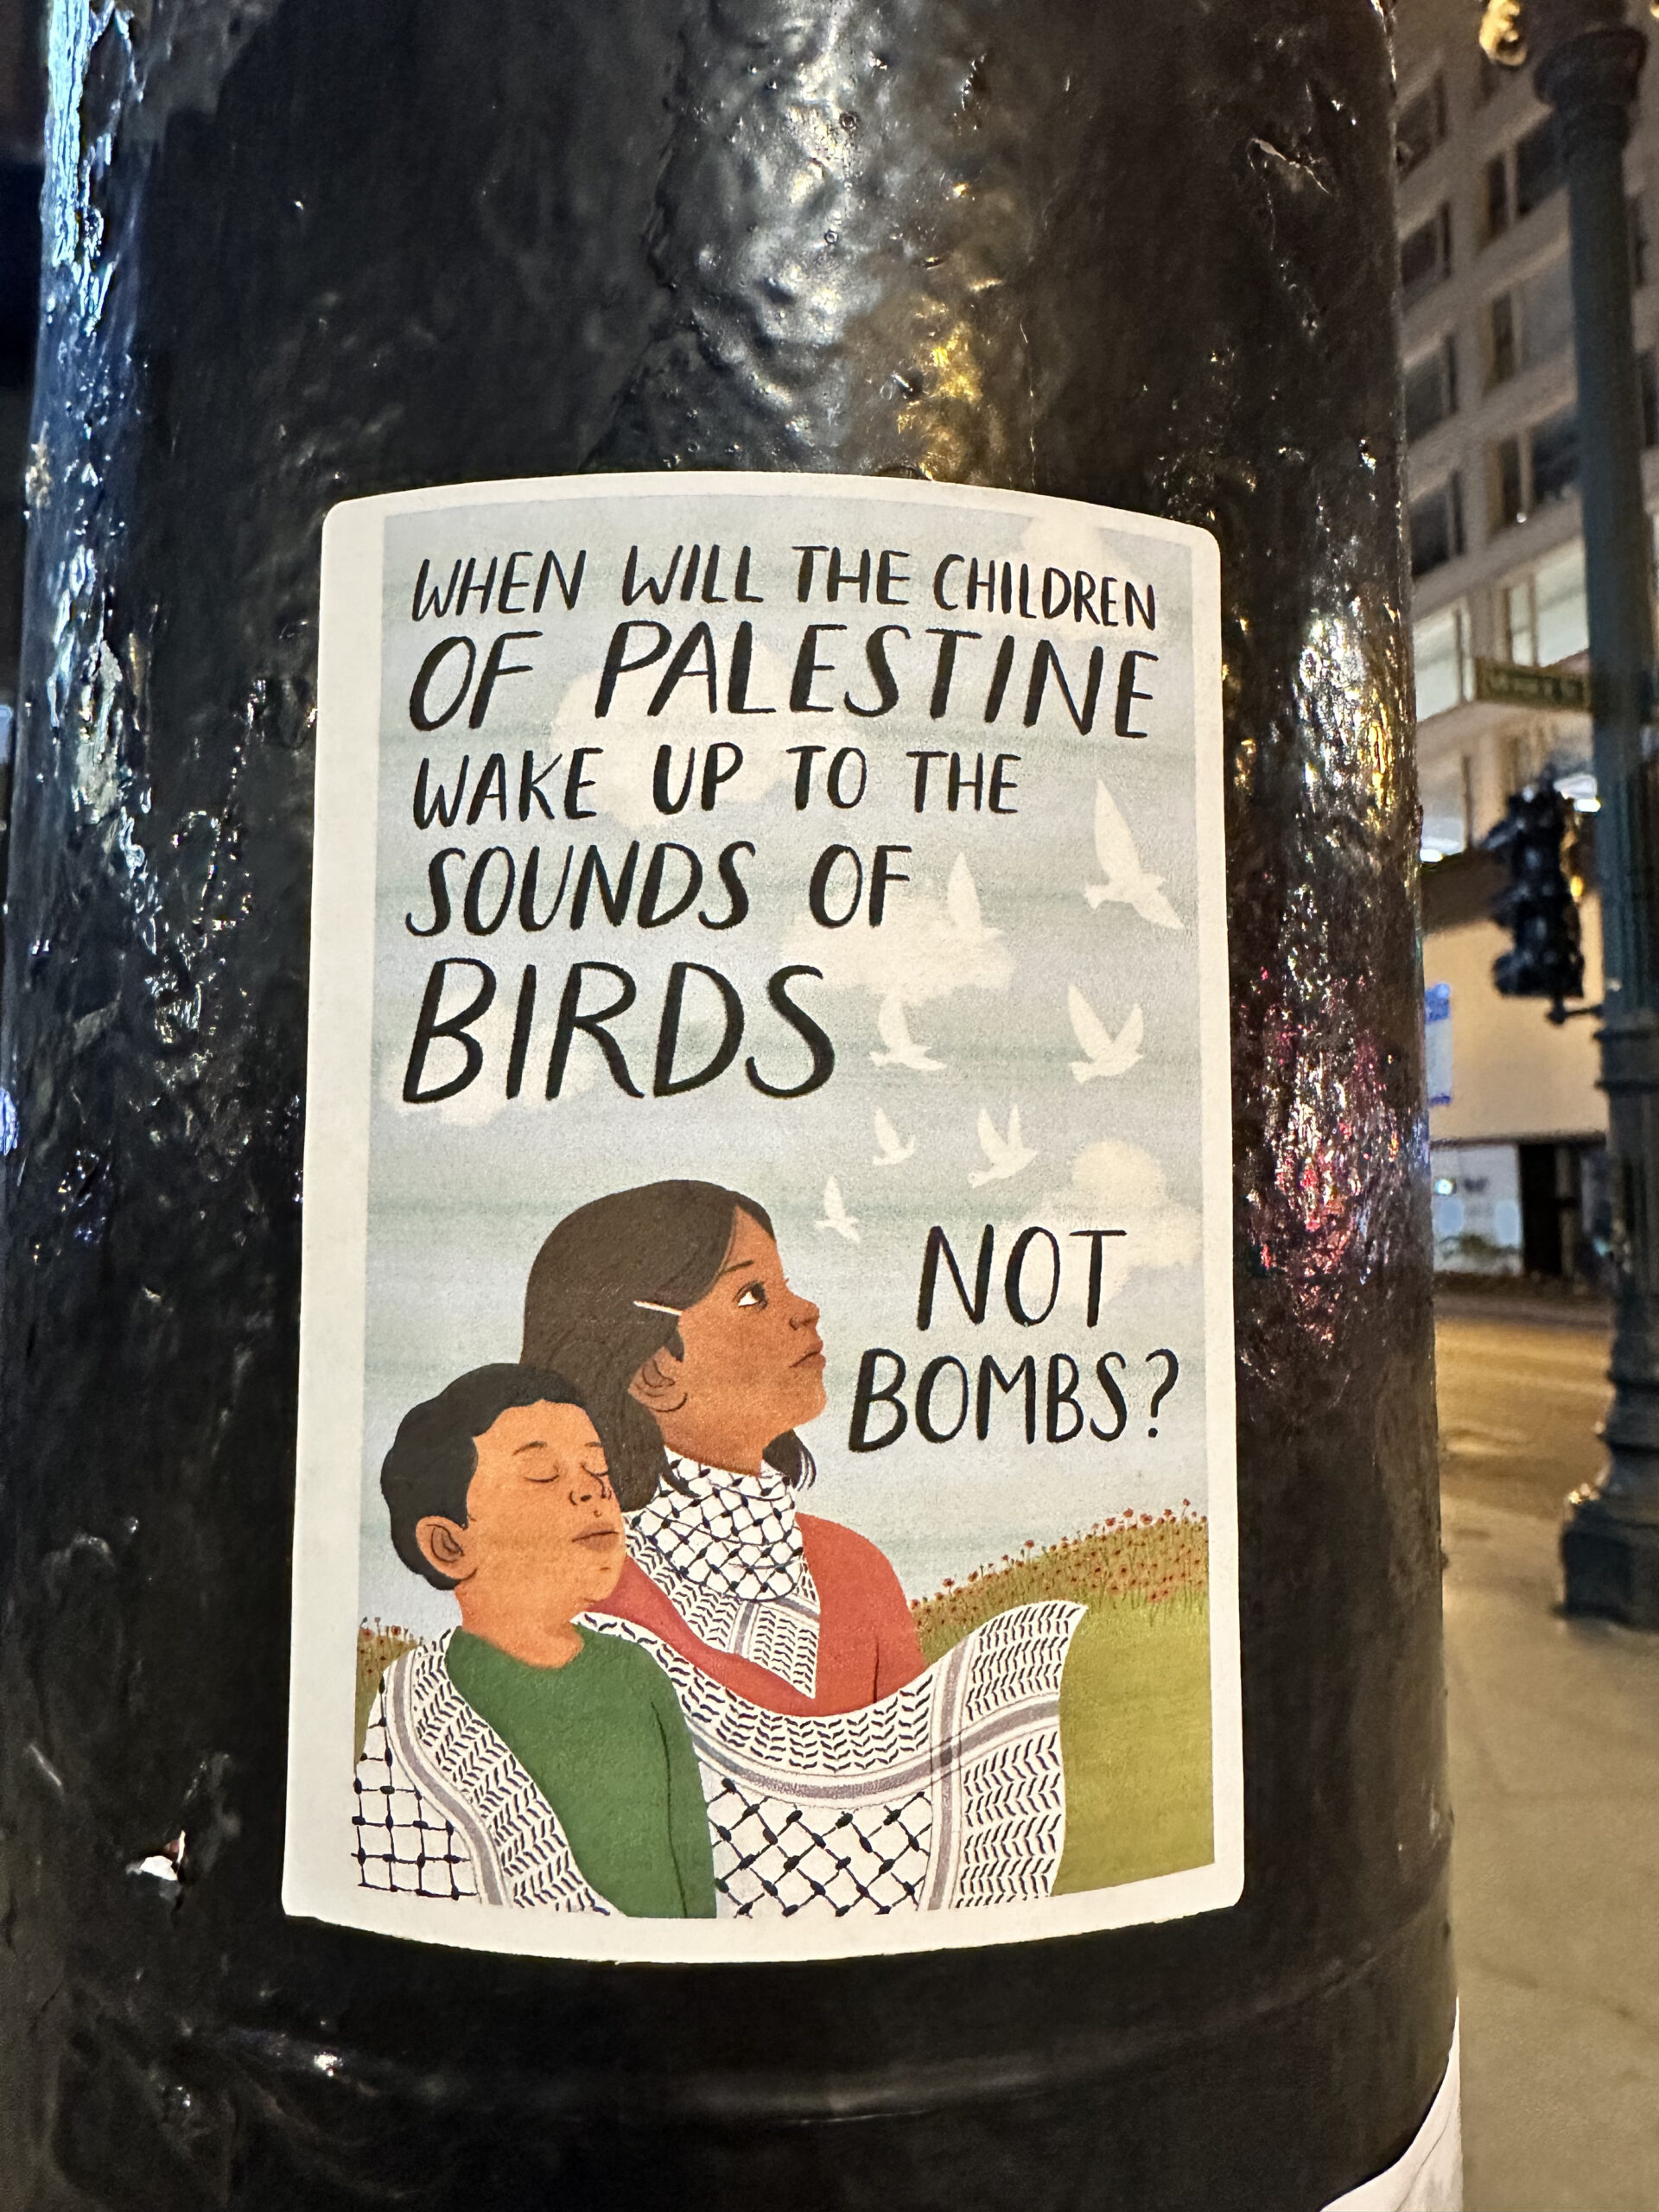 WHEN WILL THE CHILDREN
OF PALESTINE
WAKE UP TO THE
SOUNDS OF
BIRDS
NOT
BOMBS?